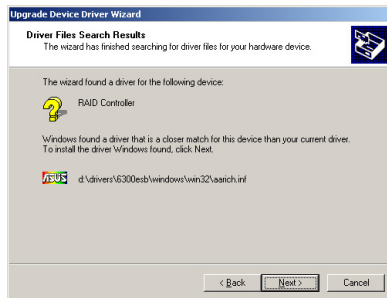 Upgrade Device Driver Wizard
Driver Files Search Results
The wizard has finished searching for driver files for your hardware device.
The wizard found a driver for the following device:
RAID Controller
Windows found a driver that is a closer match for this device than your current driver.
To install the driver Windows found, click Next.
ASUS
d:\drivers\6300esb\windows\win32\aarich.inf
< Back
Next >
Cancel